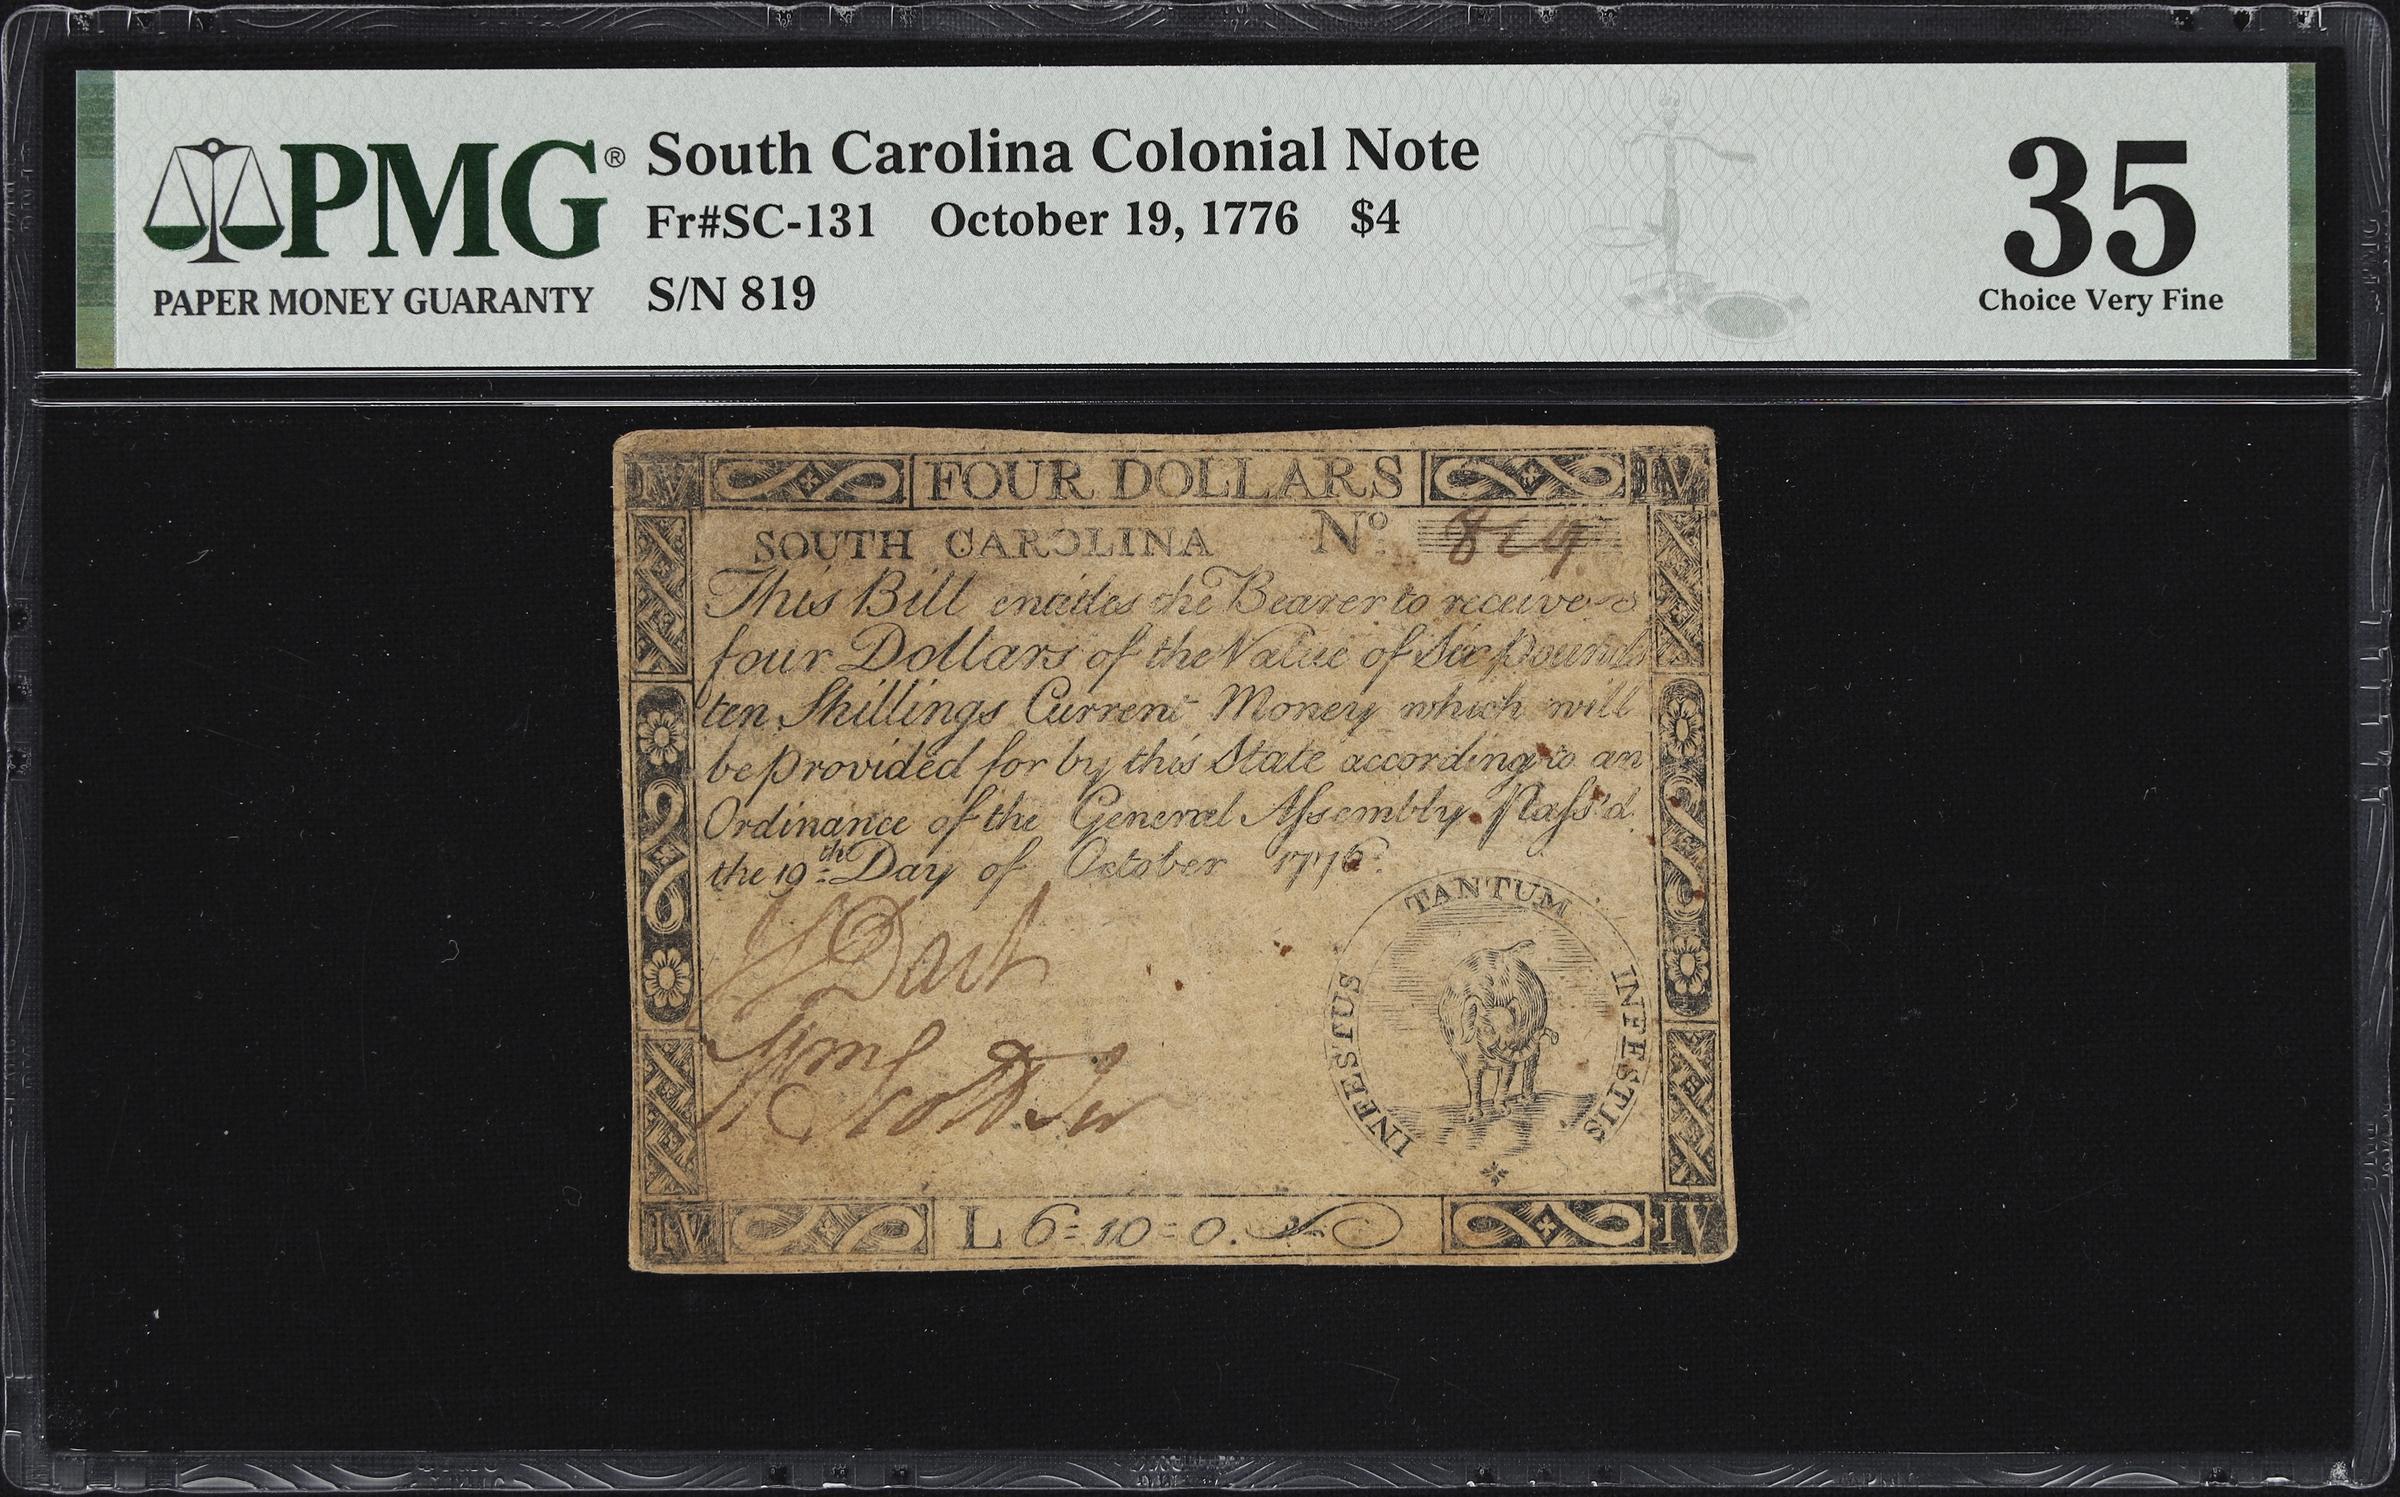 PMG® South Carolina Colonial Note
Fr#SC-131 October 19, 1776 $4
PAPER MONEY GUARANTY S/N 819
35
Choice Very Fine
IV FOUR DOLLARS IV
SOUTH CAROLINA No. 819.
This Bill entitles the Bearer to receive
four Dollars of the Value of Six Pounds
ten Shillings Current Money which will
be provided for by this State according to an
Ordinance of the General Assembly Pass'd
the 19th Day of October 1776.
Dart
Scott Jr
INFESTUS TANTUM INFESTIS
IV L 6=10=0. IV